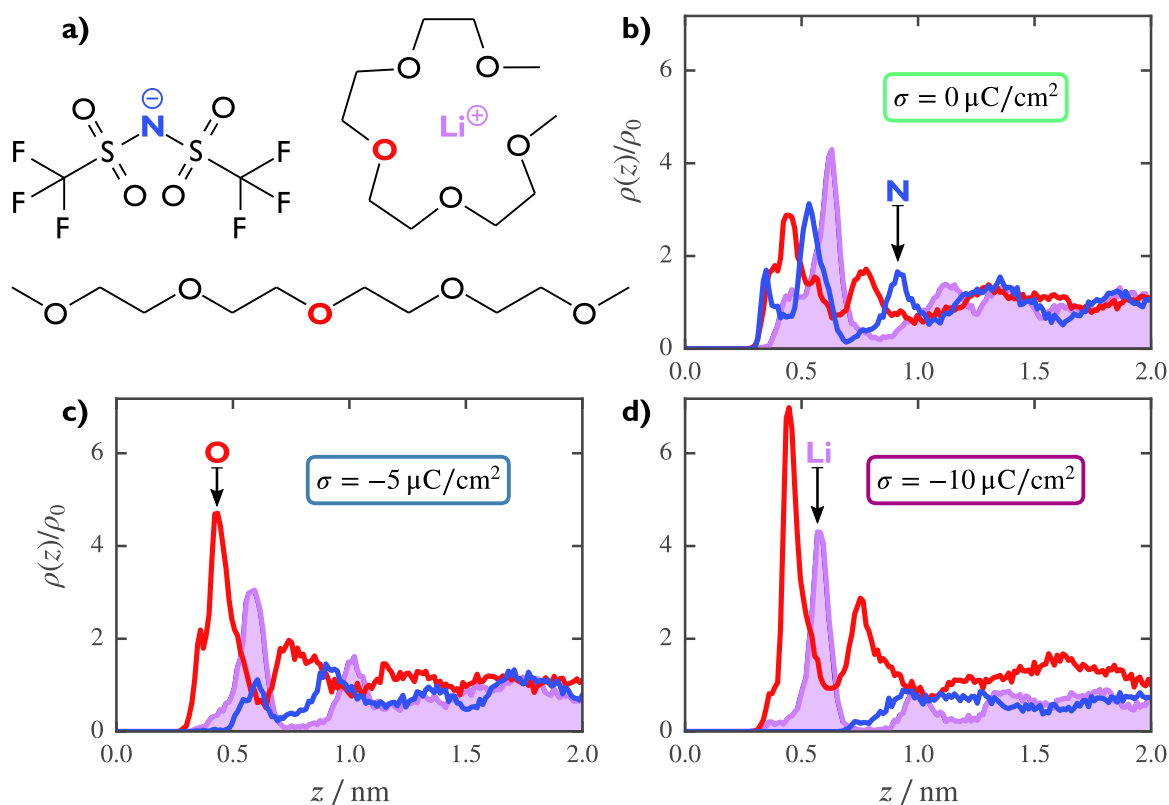 a)
N
⊖
O O
S S
O O
F F
F F
F F
O O
Li⊕
O O
O
O O O O O
b)
σ = 0 μC/cm²
N
ρ(z)/ρ₀
6
4
2
0
0.0 0.5 1.0 1.5 2.0
c)
O
σ = −5 μC/cm²
ρ(z)/ρ₀
6
4
2
0
0.0 0.5 1.0 1.5 2.0
z / nm
d)
Li
σ = −10 μC/cm²
6
4
2
0
0.0 0.5 1.0 1.5 2.0
z / nm